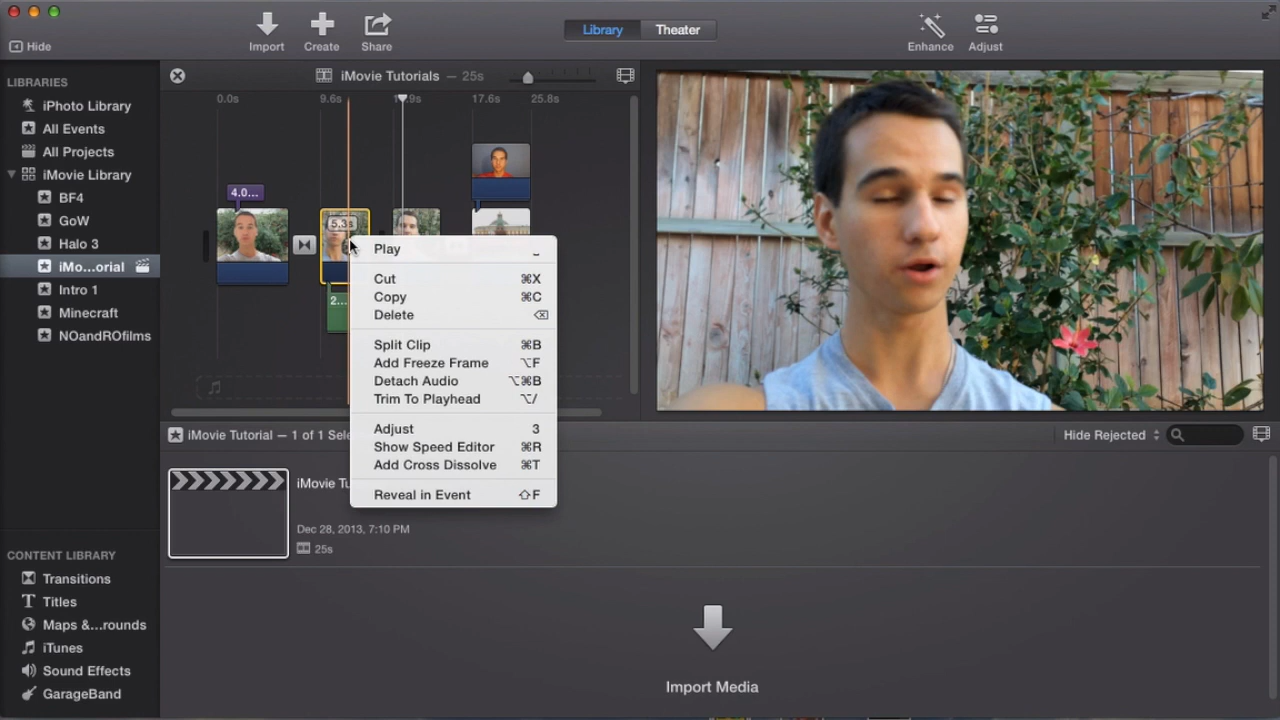 Import
Create
Share
Library
Theater
Enhance
Adjust
Hide
LIBRARIES
iPhoto Library
All Events
All Projects
iMovie Library
BF4
GoW
Halo 3
iMo...orial
Intro 1
Minecraft
NOandROfilms
CONTENT LIBRARY
Transitions
Titles
Maps &...rounds
iTunes
Sound Effects
GarageBand
iMovie Tutorials — 25s
0.0s
9.6s
17.6s
25.8s
4.0...
5.3s
2...
Play ⎵
Cut ⌘X
Copy ⌘C
Delete ⌫
Split Clip ⌘B
Add Freeze Frame ⌥F
Detach Audio ⌥⌘B
Trim To Playhead ⌥/
Adjust 3
Show Speed Editor ⌘R
Add Cross Dissolve ⌘T
Reveal in Event ⇧F
iMovie Tutorial — 1 of 1 Sele
Hide Rejected
iMovie Tu
Dec 28, 2013, 7:10 PM
25s
Import Media